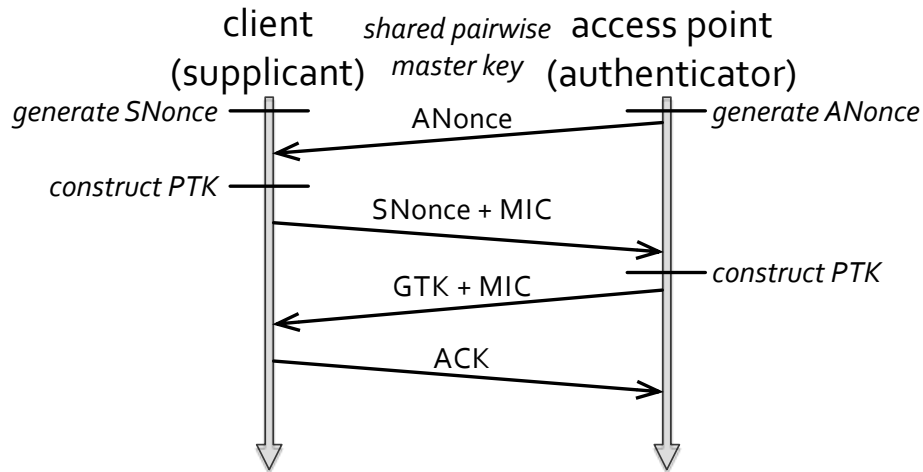 client
(supplicant)
shared pairwise
master key
access point
(authenticator)
generate SNonce
generate ANonce
ANonce
construct PTK
SNonce + MIC
construct PTK
GTK + MIC
ACK